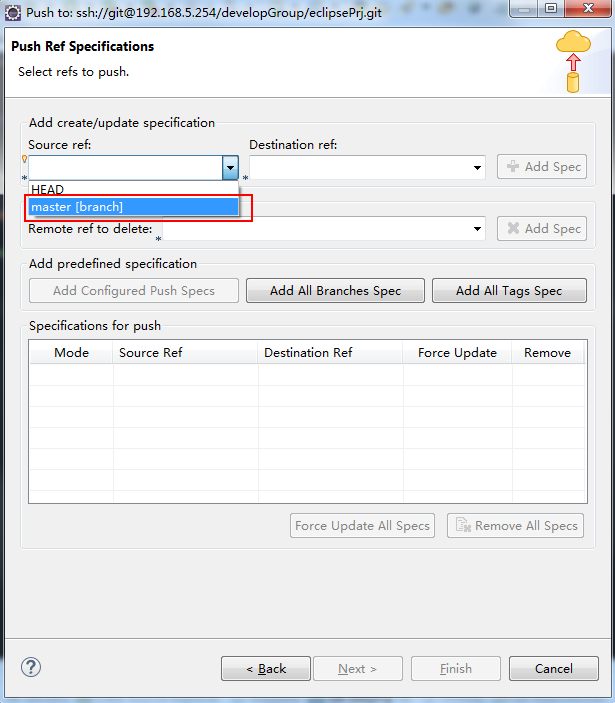 Push to: ssh://git@192.168.5.254/developGroup/eclipsePrj.git
Push Ref Specifications
Select refs to push.
Add create/update specification
Source ref: Destination ref:
Add Spec
HEAD
master [branch]
Remote ref to delete: Add Spec
Add predefined specification
Add Configured Push Specs Add All Branches Spec Add All Tags Spec
Specifications for push
Mode Source Ref Destination Ref Force Update Remove
Force Update All Specs Remove All Specs
? < Back Next > Finish Cancel